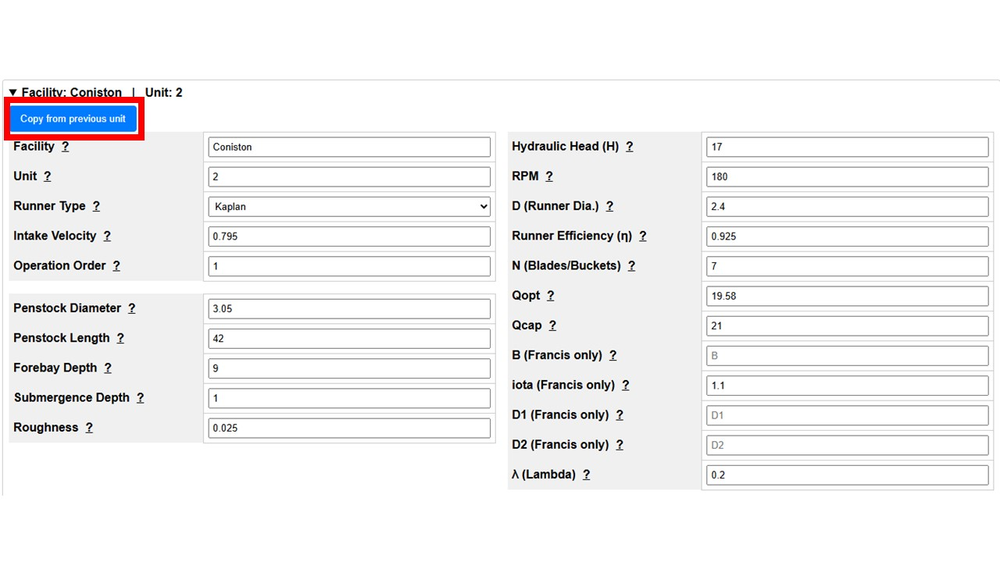 ▼ Facility: Coniston | Unit: 2
Copy from previous unit
Facility ? Coniston
Unit ? 2
Runner Type ? Kaplan
Intake Velocity ? 0.795
Operation Order ? 1
Penstock Diameter ? 3.05
Penstock Length ? 42
Forebay Depth ? 9
Submergence Depth ? 1
Roughness ? 0.025
Hydraulic Head (H) ? 17
RPM ? 180
D (Runner Dia.) ? 2.4
Runner Efficiency (η) ? 0.925
N (Blades/Buckets) ? 7
Qopt ? 19.58
Qcap ? 21
B (Francis only) ? B
iota (Francis only) ? 1.1
D1 (Francis only) ? D1
D2 (Francis only) ? D2
λ (Lambda) ? 0.2